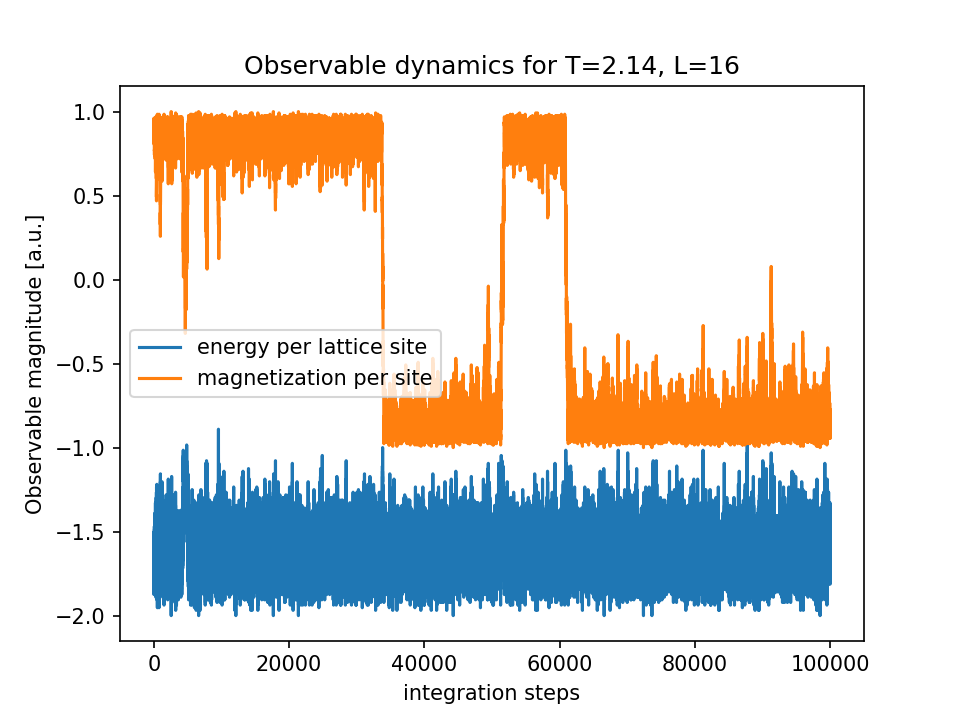 Observable dynamics for T=2.14, L=16
Observable magnitude [a.u.]
1.0
0.5
0.0
−0.5
−1.0
−1.5
−2.0
energy per lattice site
magnetization per site
0 20000 40000 60000 80000 100000
integration steps